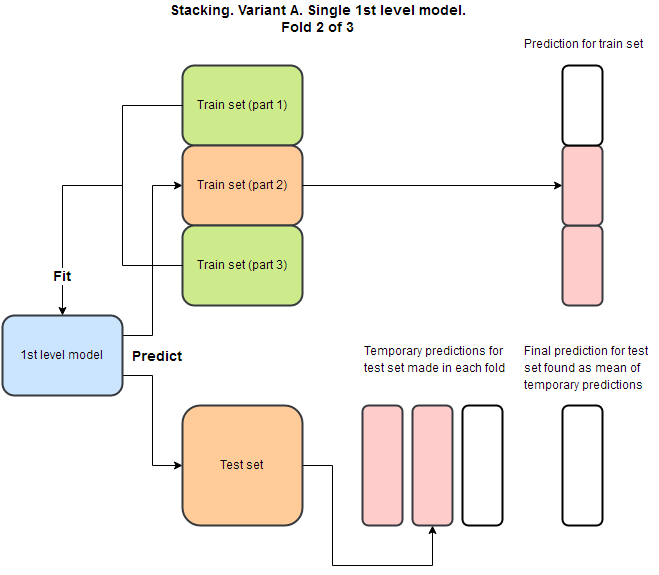 Stacking. Variant A. Single 1st level model.
Fold 2 of 3
Prediction for train set
Train set (part 1)
Train set (part 2)
Train set (part 3)
Fit
1st level model
Predict
Temporary predictions for
test set made in each fold
Final prediction for test
set found as mean of
temporary predictions
Test set